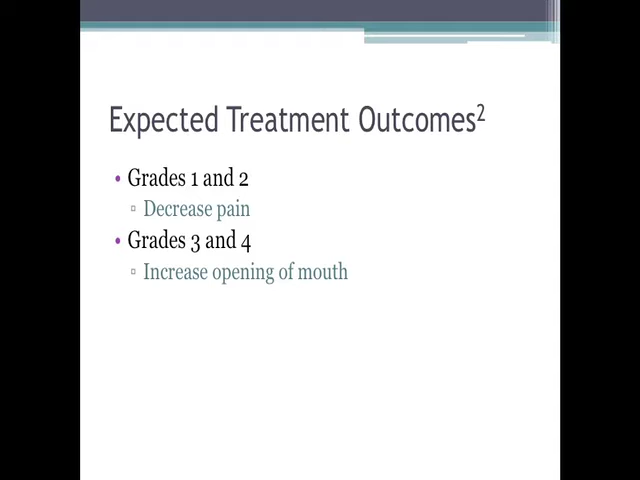 Expected Treatment Outcomes²
• Grades 1 and 2
▫ Decrease pain
• Grades 3 and 4
▫ Increase opening of mouth